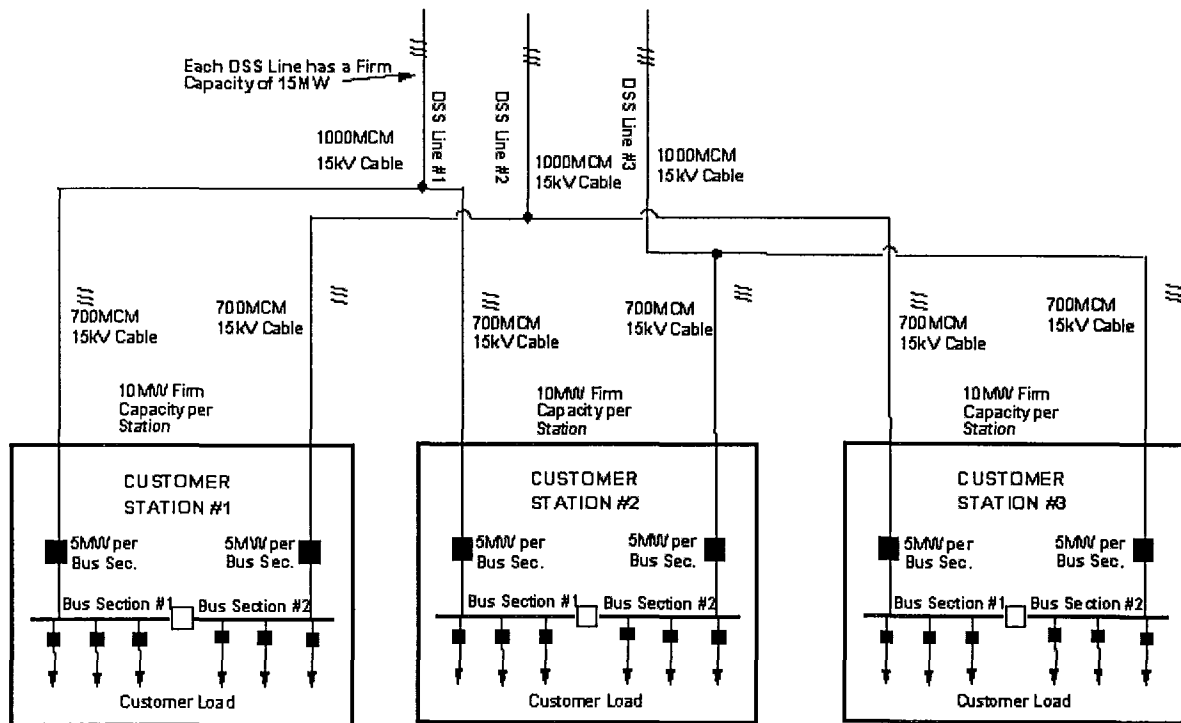 Each DSS Line has a Firm
Capacity of 15MW
DSS Line #1
DSS Line #2
DSS Line #3
1000MCM
15kV Cable
1000MCM
15kV Cable
1000MCM
15kV Cable
700MCM
15kV Cable
700MCM
15kV Cable
700MCM
15kV Cable
700MCM
15kV Cable
700MCM
15kV Cable
700MCM
15kV Cable
10MW Firm
Capacity per
Station
10MW Firm
Capacity per
Station
10MW Firm
Capacity per
Station
CUSTOMER
STATION #1
5MW per
Bus Sec.
5MW per
Bus Sec.
Bus Section #1
Bus Section #2
Customer Load
CUSTOMER
STATION #2
5MW per
Bus Sec.
5MW per
Bus Sec.
Bus Section #1
Bus Section #2
Customer Load
CUSTOMER
STATION #3
5MW per
Bus Sec.
5MW per
Bus Sec.
Bus Section #1
Bus Section #2
Customer Load